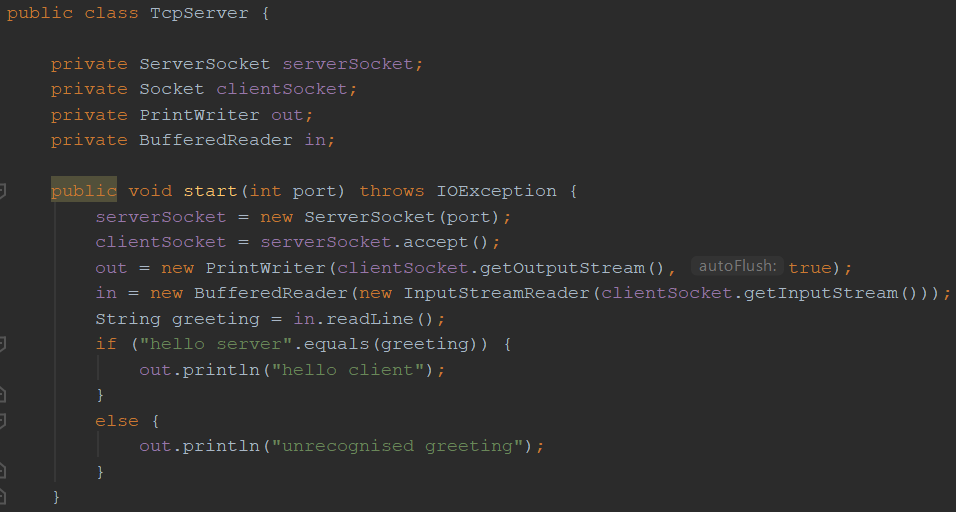 public class TcpServer {
private ServerSocket serverSocket;
private Socket clientSocket;
private PrintWriter out;
private BufferedReader in;
public void start(int port) throws IOException {
serverSocket = new ServerSocket(port);
clientSocket = serverSocket.accept();
out = new PrintWriter(clientSocket.getOutputStream(), autoFlush: true);
in = new BufferedReader(new InputStreamReader(clientSocket.getInputStream()));
String greeting = in.readLine();
if ("hello server".equals(greeting)) {
out.println("hello client");
}
else {
out.println("unrecognised greeting");
}
}